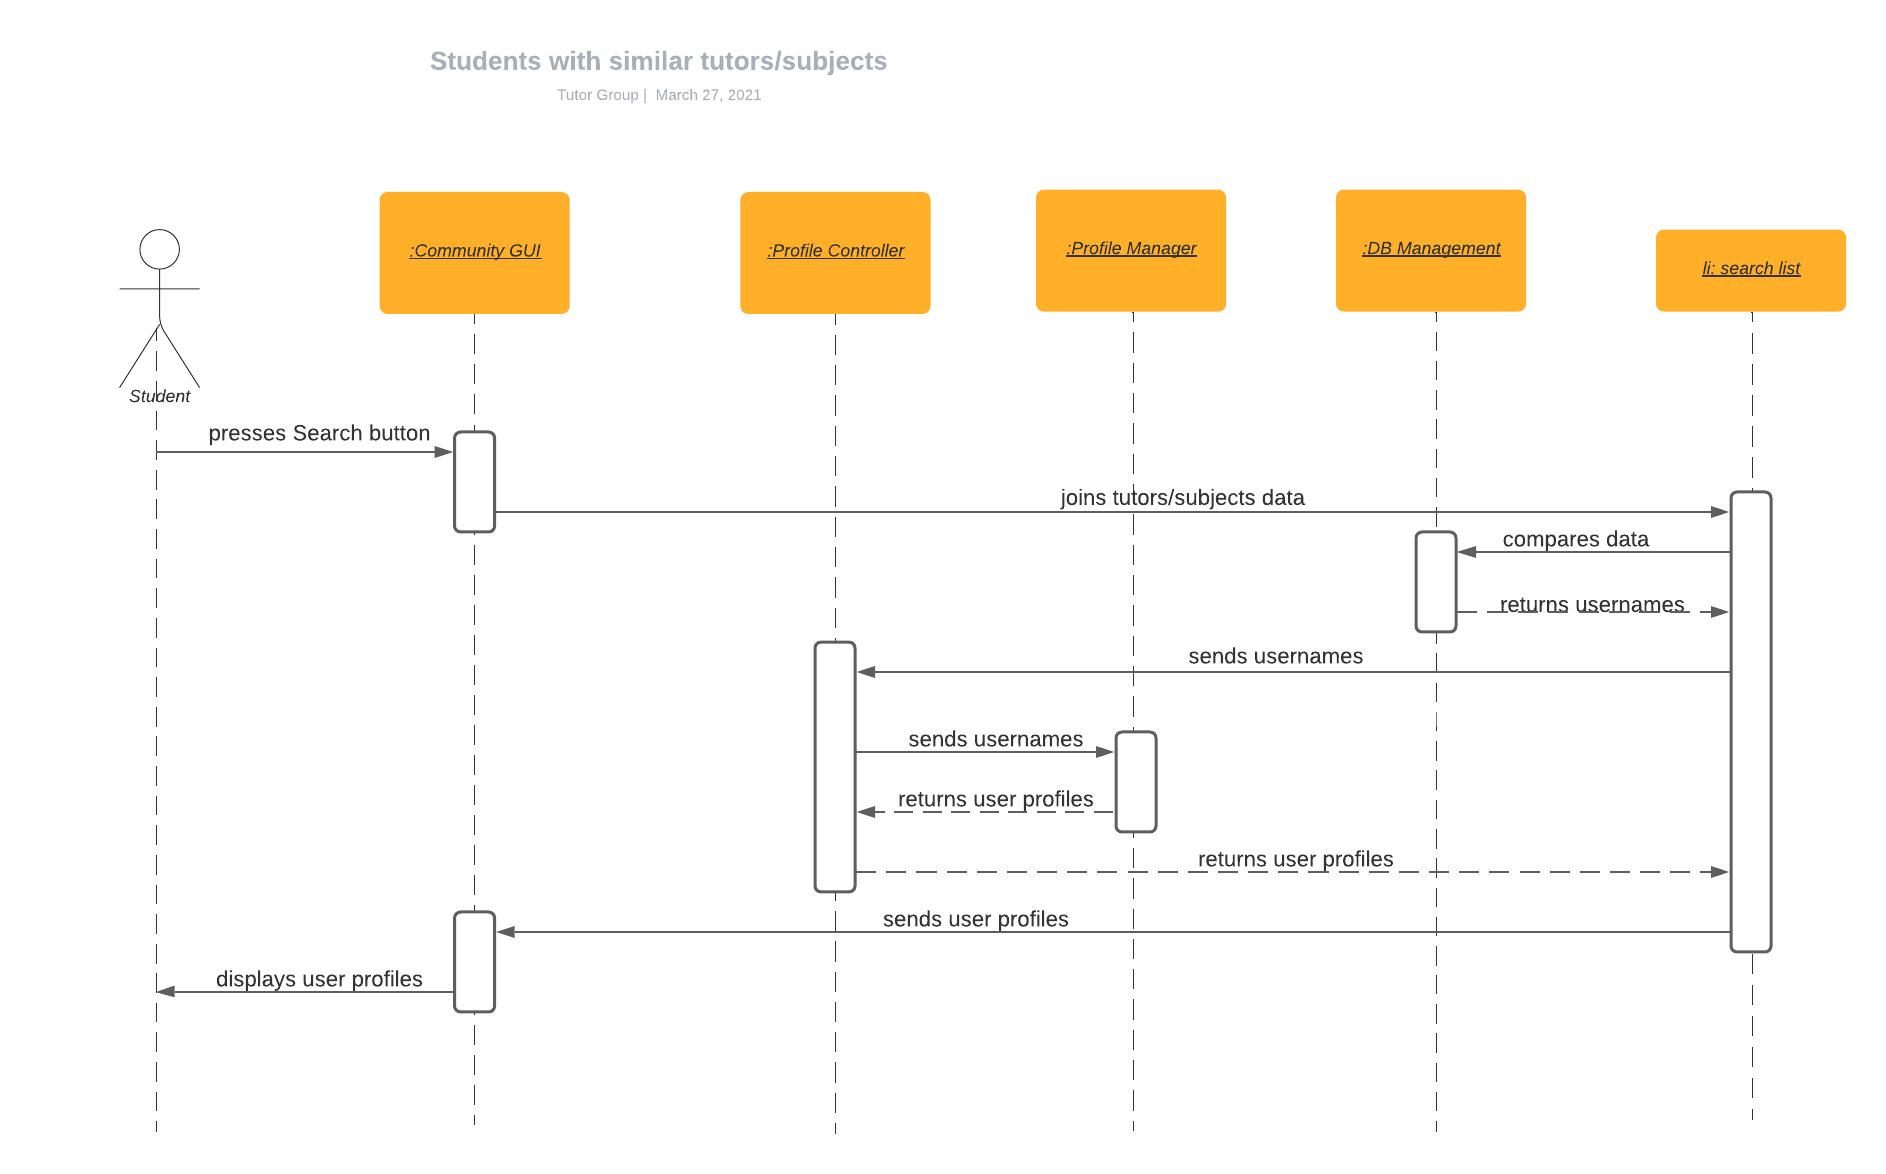 Students with similar tutors/subjects
Tutor Group | March 27, 2021
:Community GUI
:Profile Controller
:Profile Manager
:DB Management
li: search list
Student
presses Search button
joins tutors/subjects data
compares data
returns usernames
sends usernames
sends usernames
returns user profiles
returns user profiles
sends user profiles
displays user profiles